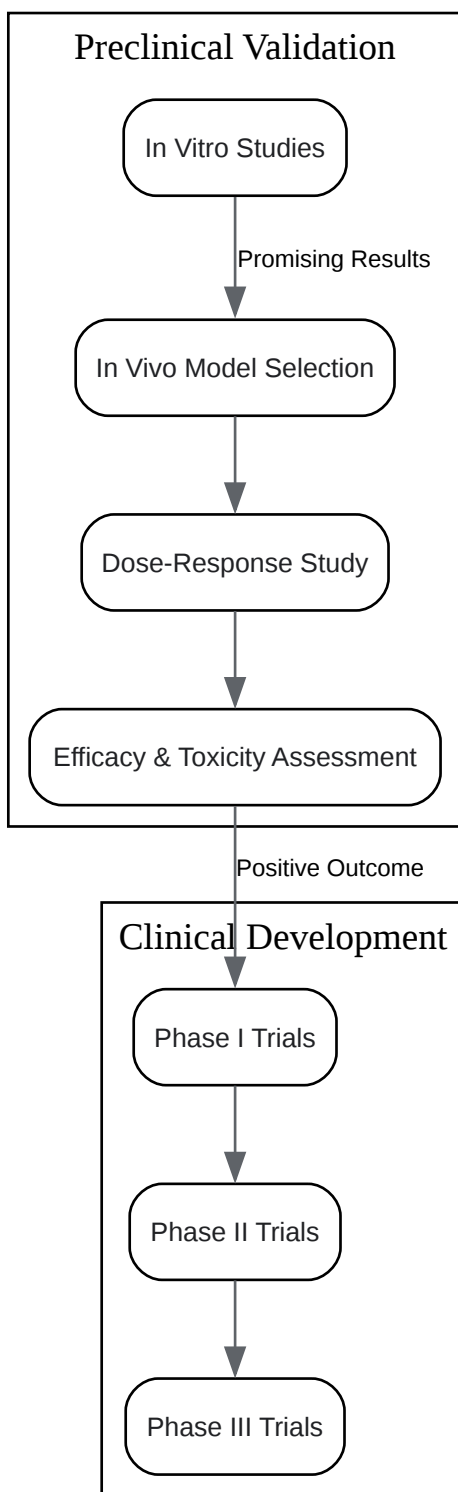 Preclinical Validation
In Vitro Studies
Promising Results
In Vivo Model Selection
Dose-Response Study
Efficacy & Toxicity Assessment
Positive Outcome
Clinical Development
Phase I Trials
Phase II Trials
Phase III Trials